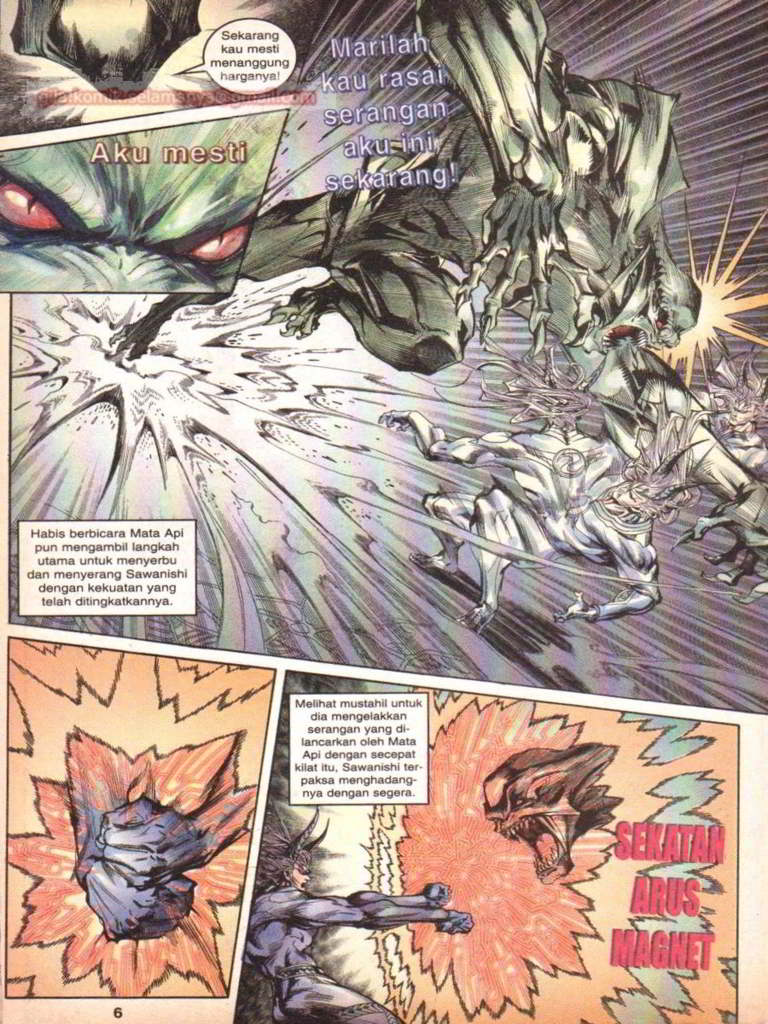 Sekarang
kau mesti
menanggung
harganya!
Marilah
kau rasai
serangan
aku ini
sekarang!
Aku mesti
Habis berbicara Mata Api
pun mengambil langkah
utama untuk menyerbu
dan menyerang Sawanishi
dengan kekuatan yang
telah ditingkatkannya.
Melihat mustahil untuk
dia mengelakkan
serangan yang di-
lancarkan oleh Mata
Api dengan secepat
kilat itu, Sawanishi ter-
paksa menghadang-
nya dengan segera.
SEKATAN
ARUS
MAGNET
6